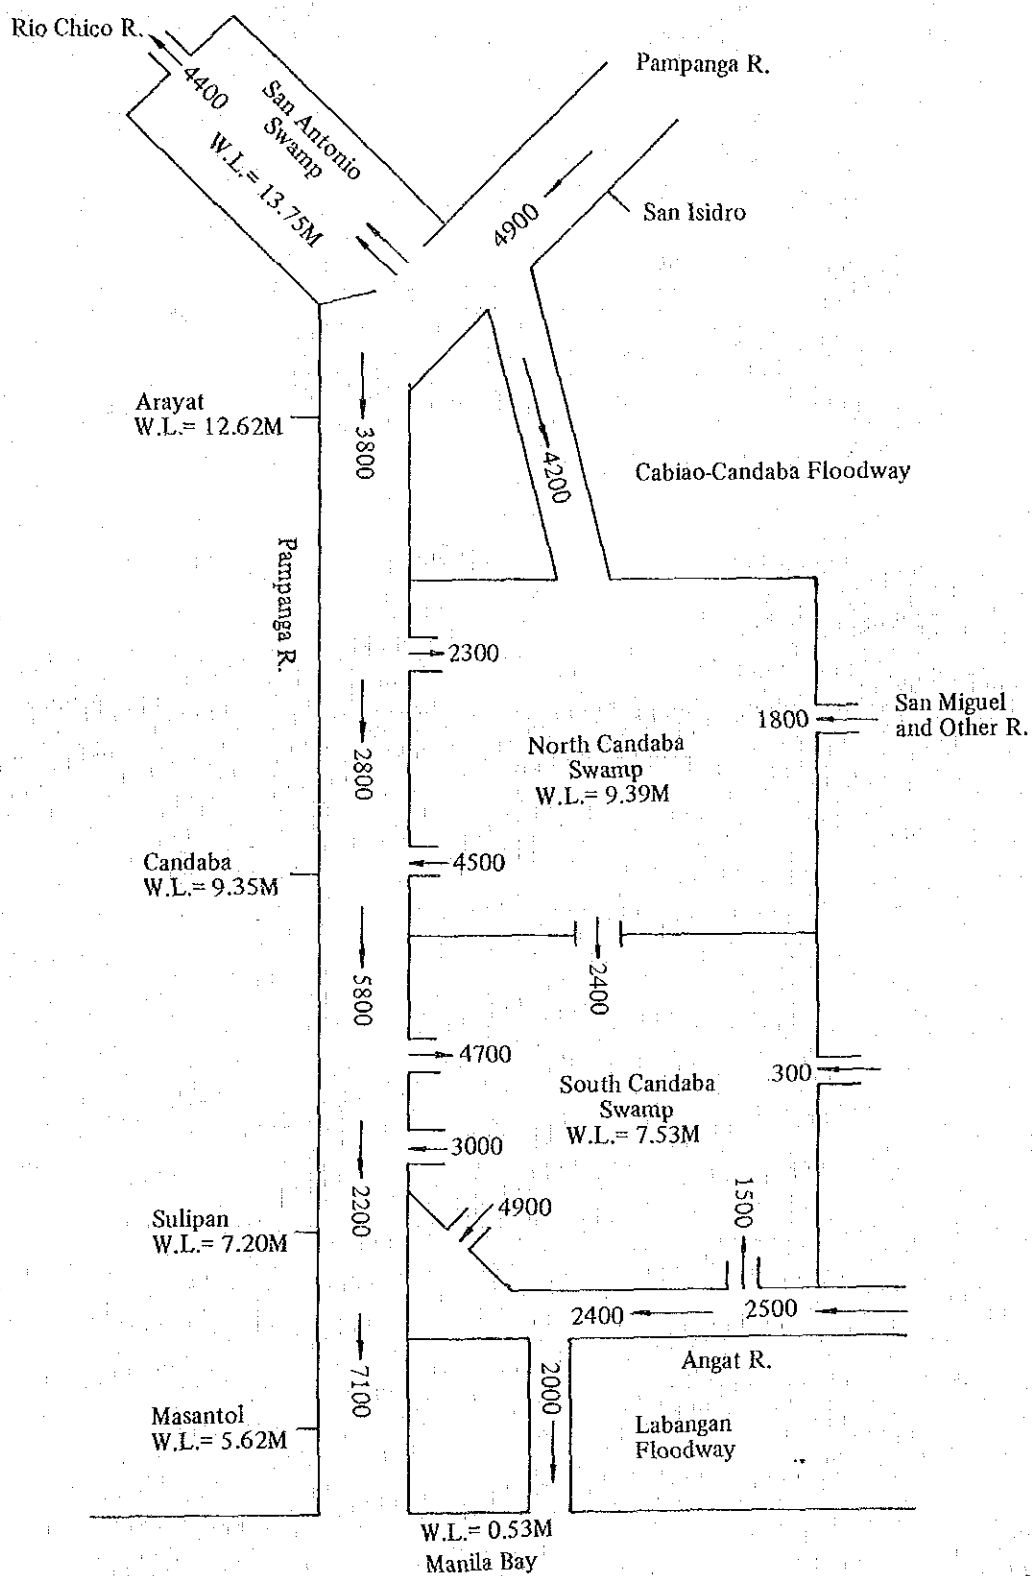 Rio Chico R.
4400
San Antonio
Swamp
W.L.= 13.75M
Pampanga R.
4900
San Isidro
Arayat
W.L.= 12.62M
3800
4200
Cabiao-Candaba Floodway
Pampanga R.
2300
2800
1800
San Miguel
and Other R.
North Candaba
Swamp
W.L.= 9.39M
Candaba
W.L.= 9.35M
4500
5800
2400
4700
300
South Candaba
Swamp
W.L.= 7.53M
3000
2200
4900
1500
Sulipan
W.L.= 7.20M
2400
2500
Angat R.
7100
2000
Masantol
W.L.= 5.62M
Labangan
Floodway
W.L.= 0.53M
Manila Bay